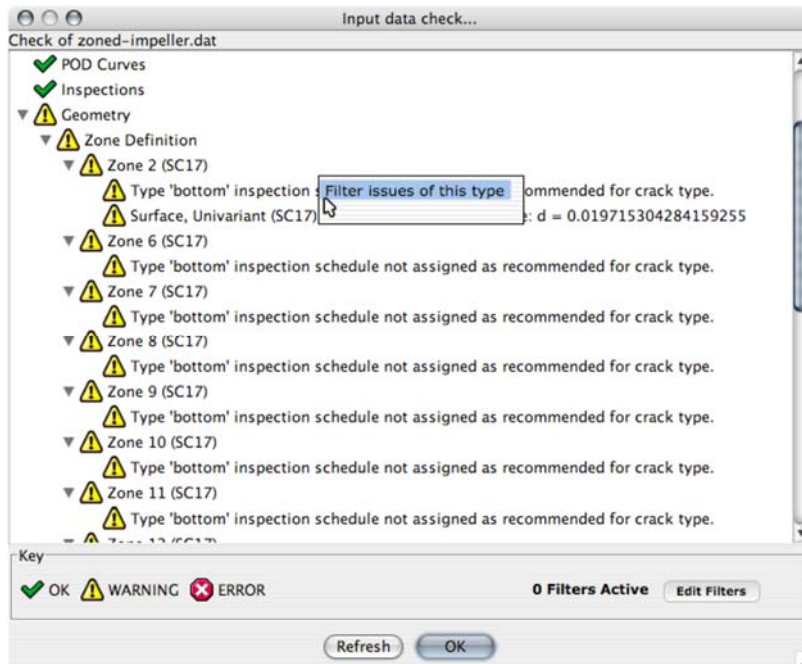 Input data check...
Check of zoned-impeller.dat
POD Curves
Inspections
Geometry
Zone Definition
Zone 2 (SC17)
Type 'bottom' inspection Filter issues of this type ommended for crack type.
Surface, Univariant (SC17) e: d = 0.019715304284159255
Zone 6 (SC17)
Type 'bottom' inspection schedule not assigned as recommended for crack type.
Zone 7 (SC17)
Type 'bottom' inspection schedule not assigned as recommended for crack type.
Zone 8 (SC17)
Type 'bottom' inspection schedule not assigned as recommended for crack type.
Zone 9 (SC17)
Type 'bottom' inspection schedule not assigned as recommended for crack type.
Zone 10 (SC17)
Type 'bottom' inspection schedule not assigned as recommended for crack type.
Zone 11 (SC17)
Type 'bottom' inspection schedule not assigned as recommended for crack type.
Key
OK WARNING ERROR 0 Filters Active Edit Filters
Refresh OK